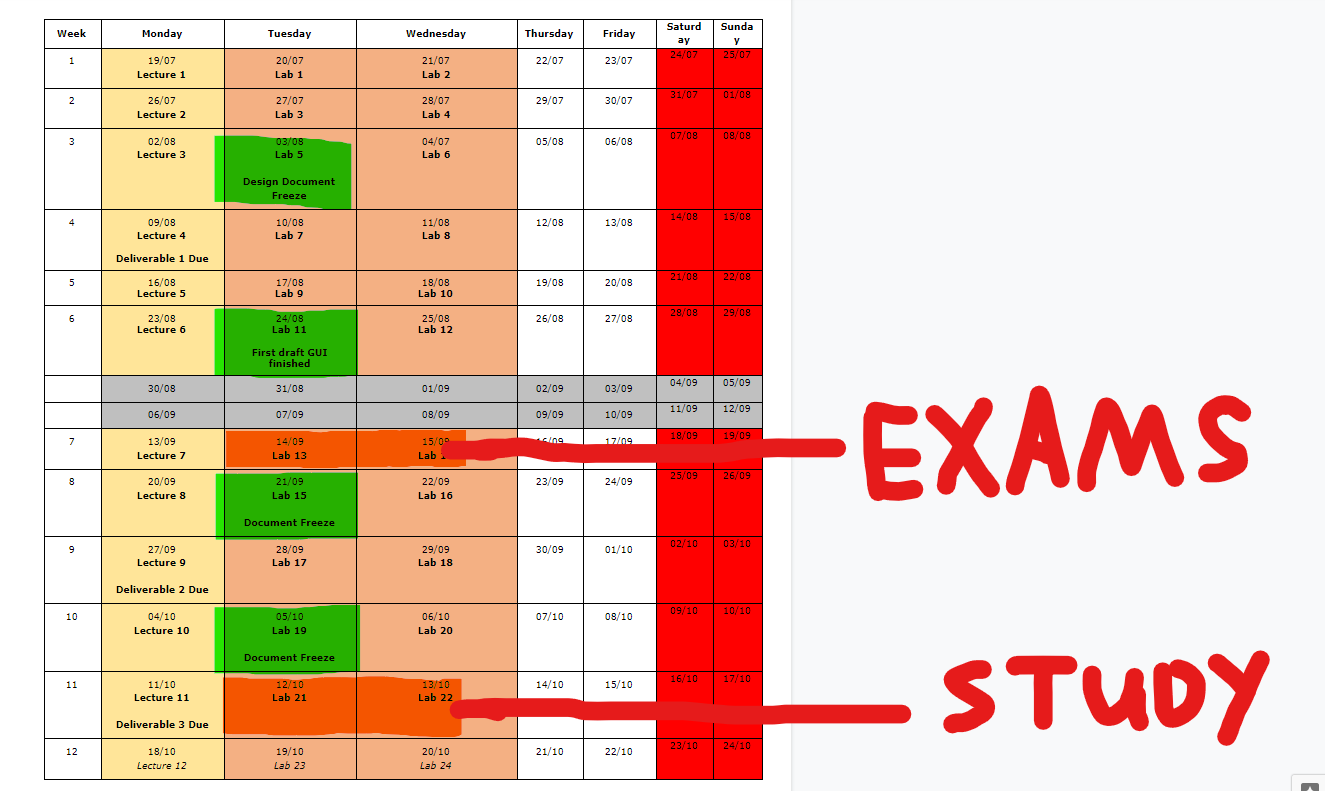 Week Monday Tuesday Wednesday Thursday Friday Saturd Sunda
ay y
1 19/07 20/07 21/07 22/07 23/07 24/07 25/07
Lecture 1 Lab 1 Lab 2
2 26/07 27/07 28/07 29/07 30/07 31/07 01/08
Lecture 2 Lab 3 Lab 4
3 02/08 03/08 04/07 05/08 06/08 07/08 08/08
Lecture 3 Lab 5 Lab 6
Design Document
Freeze
4 09/08 10/08 11/08 12/08 13/08 14/08 15/08
Lecture 4 Lab 7 Lab 8
Deliverable 1 Due
5 16/08 17/08 18/08 19/08 20/08 21/08 22/08
Lecture 5 Lab 9 Lab 10
6 23/08 24/08 25/08 26/08 27/08 28/08 29/08
Lecture 6 Lab 11 Lab 12
First draft GUI
finished
30/08 31/08 01/09 02/09 03/09 04/09 05/09
06/09 07/09 08/09 09/09 10/09 11/09 12/09
7 13/09 14/09 15/09 16/09 17/09 18/09 19/09
Lecture 7 Lab 13 Lab
EXAMS
8 20/09 21/09 22/09 23/09 24/09 25/09 26/09
Lecture 8 Lab 15 Lab 16
Document Freeze
9 27/09 28/09 29/09 30/09 01/10 02/10 03/10
Lecture 9 Lab 17 Lab 18
Deliverable 2 Due
10 04/10 05/10 06/10 07/10 08/10 09/10 10/10
Lecture 10 Lab 19 Lab 20
Document Freeze
11 11/10 12/10 13/10 14/10 15/10 16/10 17/10
Lecture 11 Lab 21 Lab 22
Deliverable 3 Due
STUDY
12 18/10 19/10 20/10 21/10 22/10 23/10 24/10
Lecture 12 Lab 23 Lab 24